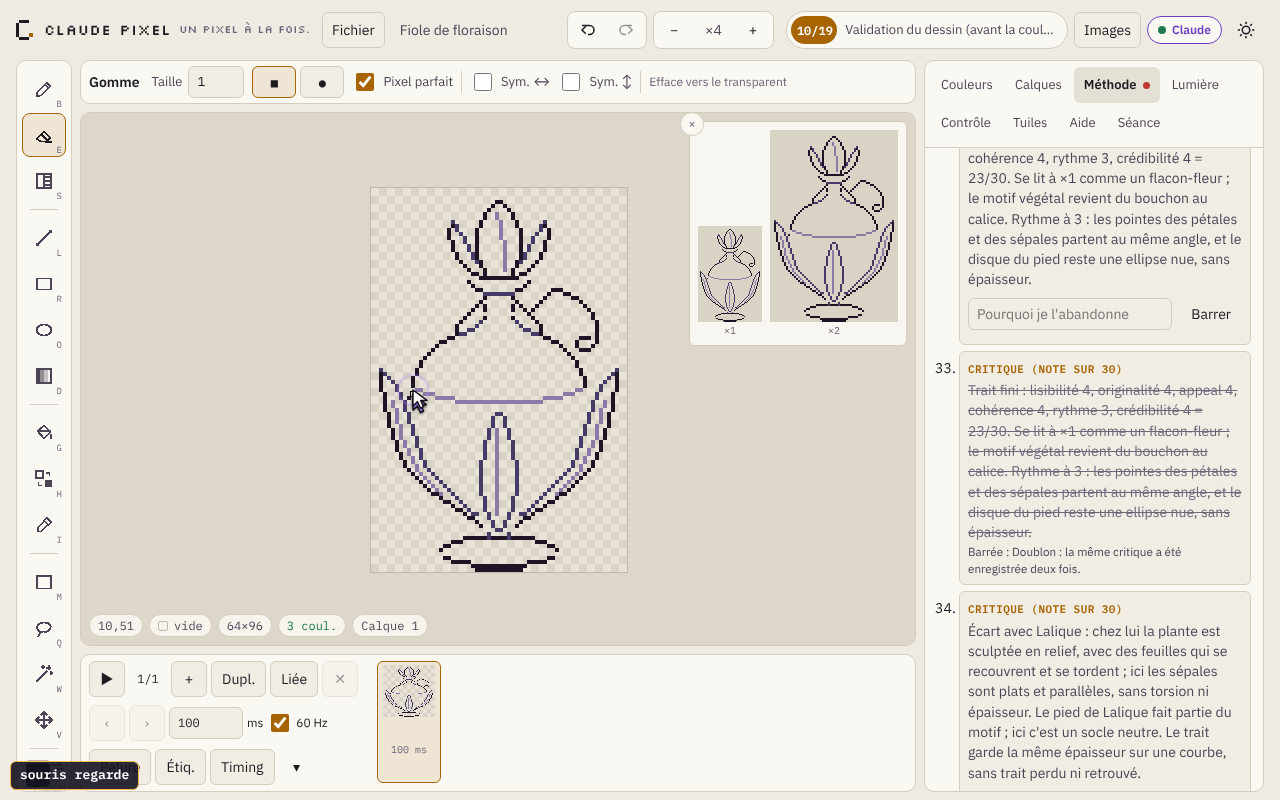 CLAUDE PIXEL UN PIXEL À LA FOIS.
Fichier
Fiole de floraison
− ×4 +
10/19 Validation du dessin (avant la coul…
Images
Claude
Gomme Taille 1
Pixel parfait
Sym. ↔
Sym. ↕
Efface vers le transparent
B
E
S
L
R
O
D
G
H
I
M
Q
W
V
×
×1
×2
10,51
vide
64×96
3 coul.
Calque 1
1/1
+
Dupl.
Liée
×
‹
›
100 ms
60 Hz
Étiq.
Timing
▼
100 ms
souris regarde
Couleurs
Calques
Méthode
Lumière
Contrôle
Tuiles
Aide
Séance
cohérence 4, rythme 3, crédibilité 4 =
23/30. Se lit à ×1 comme un flacon-fleur ;
le motif végétal revient du bouchon au
calice. Rythme à 3 : les pointes des pétales
et des sépales partent au même angle, et le
disque du pied reste une ellipse nue, sans
épaisseur.
Pourquoi je l'abandonne
Barrer
33. CRITIQUE (NOTE SUR 30)
Trait fini : lisibilité 4, originalité 4, appeal 4,
cohérence 4, rythme 3, crédibilité 4 =
23/30. Se lit à ×1 comme un flacon-fleur ;
le motif végétal revient du bouchon au
calice. Rythme à 3 : les pointes des pétales
et des sépales partent au même angle, et le
disque du pied reste une ellipse nue, sans
épaisseur.
Barrée : Doublon : la même critique a été
enregistrée deux fois.
34. CRITIQUE (NOTE SUR 30)
Écart avec Lalique : chez lui la plante est
sculptée en relief, avec des feuilles qui se
recouvrent et se tordent ; ici les sépales
sont plats et parallèles, sans torsion ni
épaisseur. Le pied de Lalique fait partie du
motif ; ici c'est un socle neutre. Le trait
garde la même épaisseur sur une courbe,
sans trait perdu ni retrouvé.